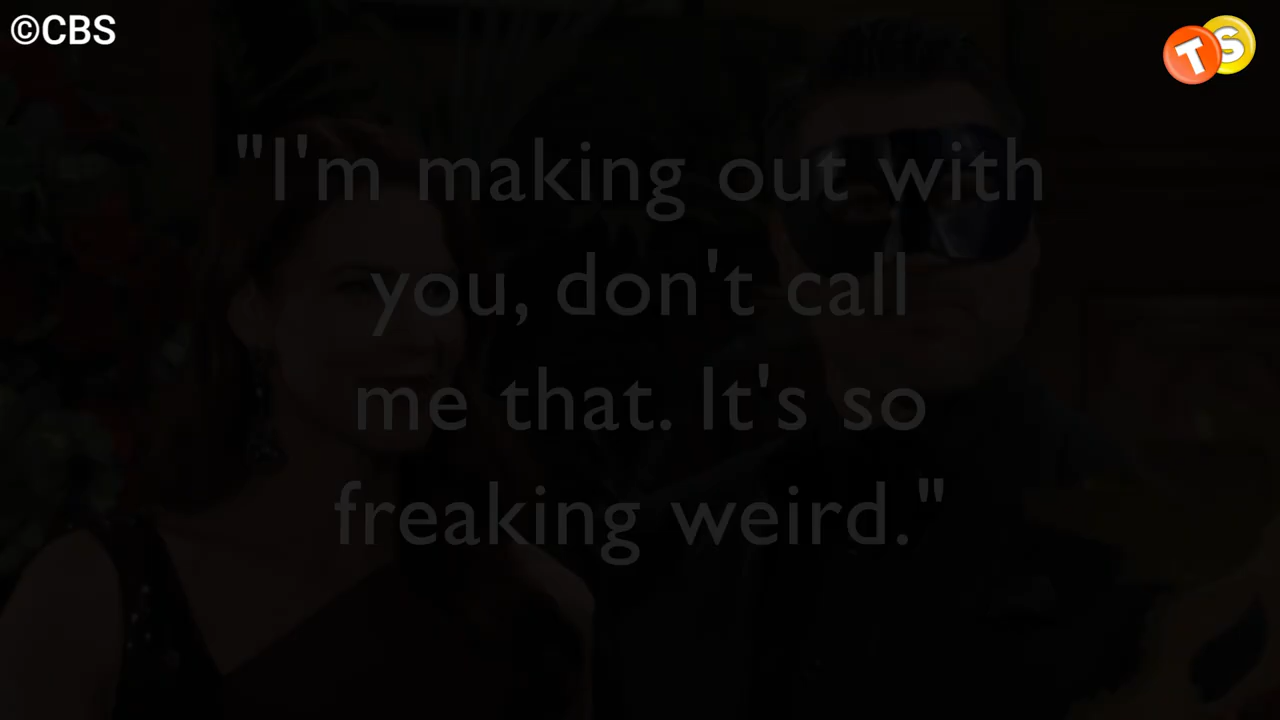 ©CBS
TS
"I'm making out with
you, don't call
me that. It's so
freaking weird."